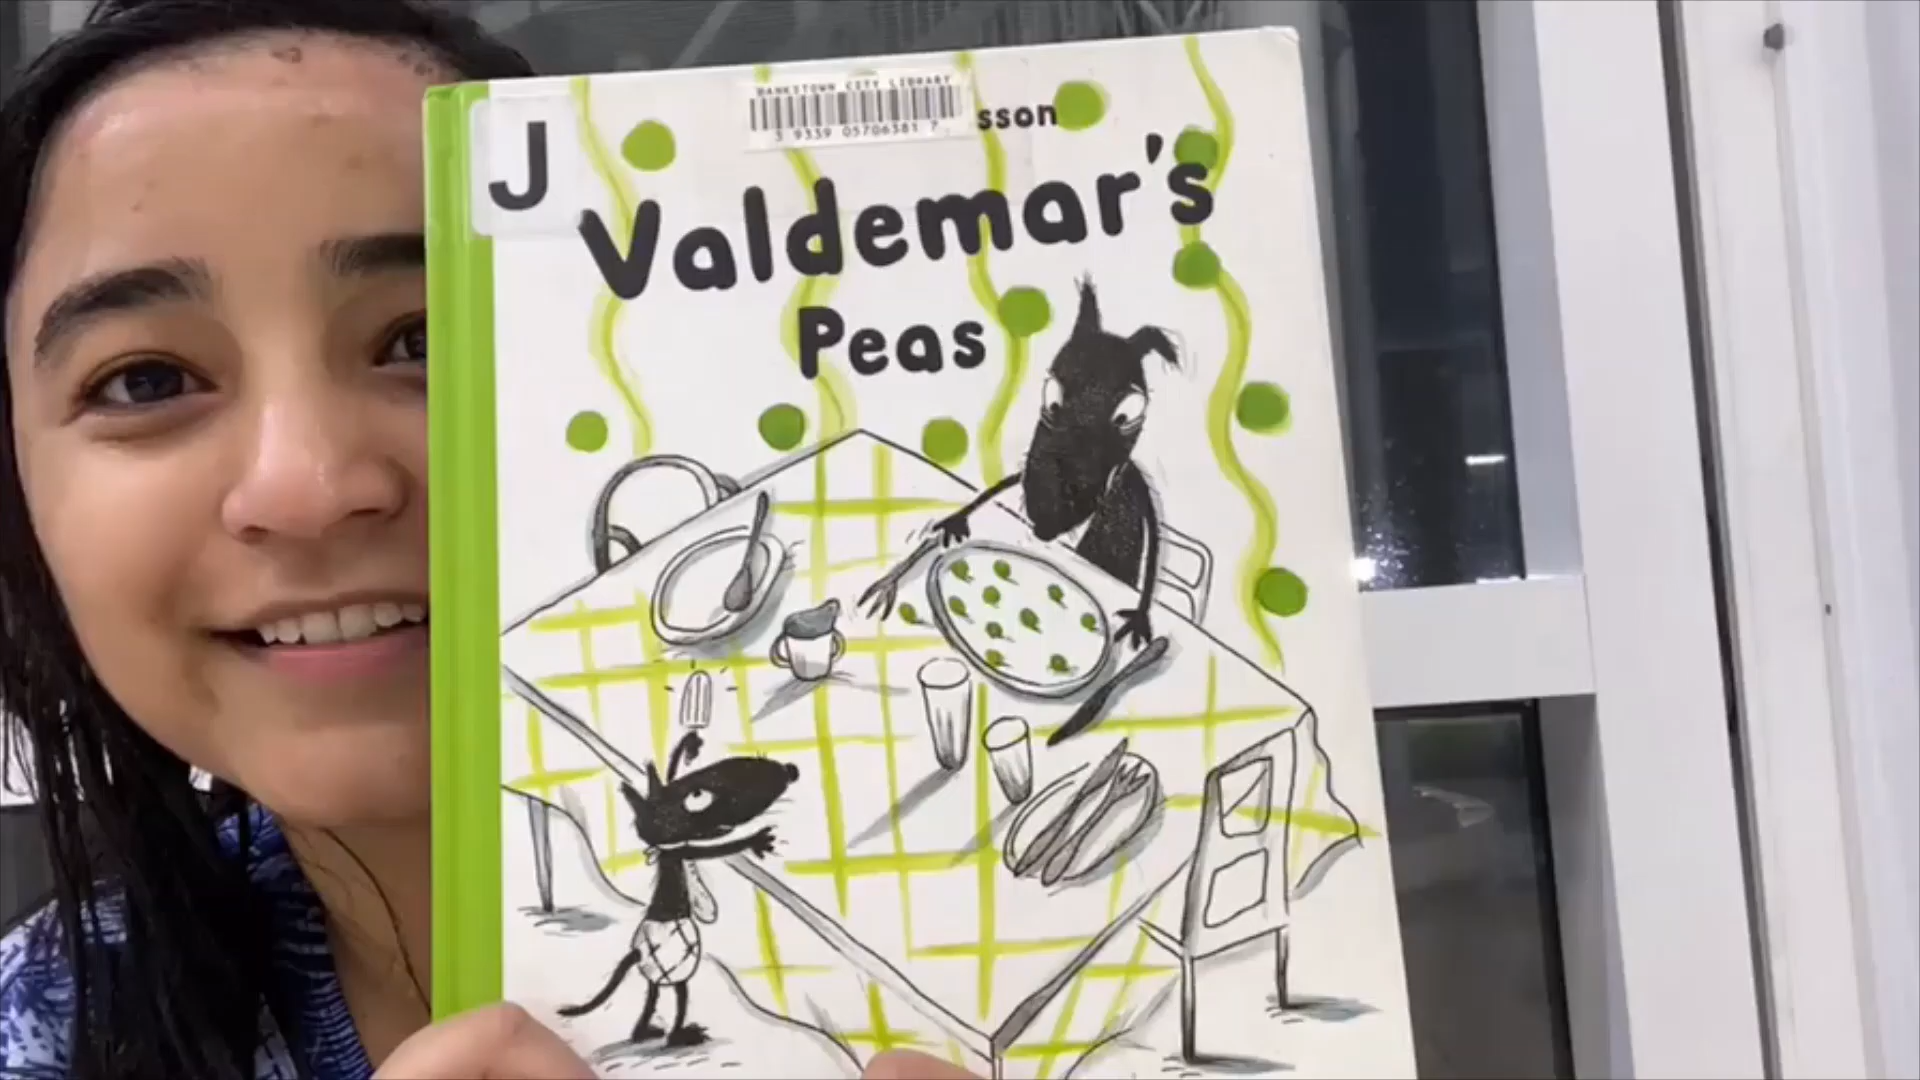 BANKSTOWN CITY LIBRARY
3 9339 05706381 7
sson
J
Valdemar's
Peas